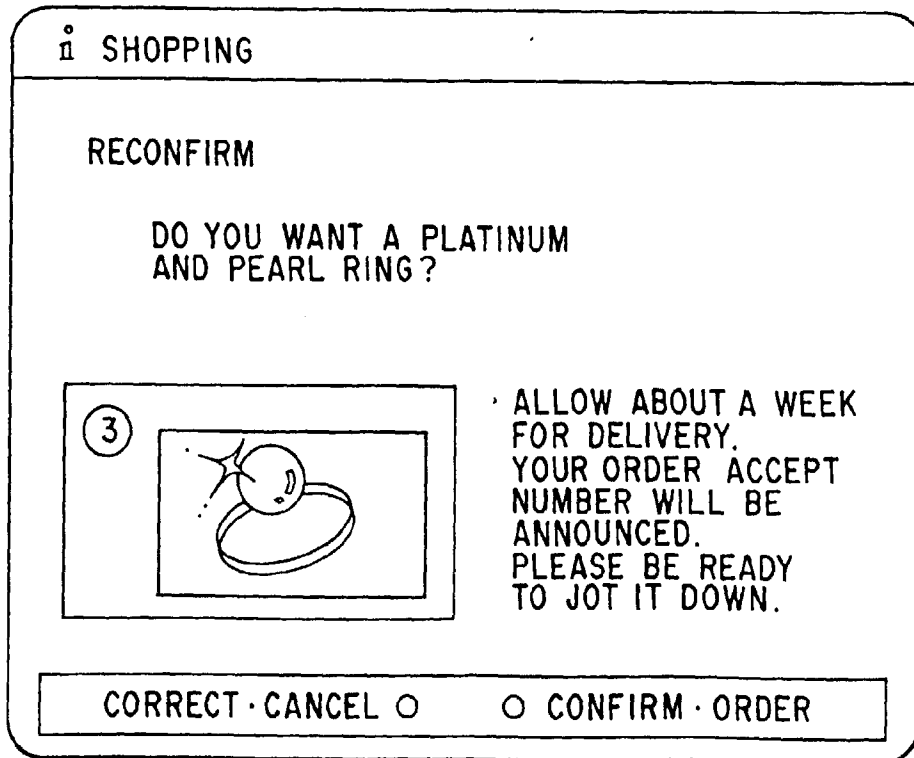 i SHOPPING
RECONFIRM
DO YOU WANT A PLATINUM
AND PEARL RING?
3
ALLOW ABOUT A WEEK
FOR DELIVERY.
YOUR ORDER ACCEPT
NUMBER WILL BE
ANNOUNCED.
PLEASE BE READY
TO JOT IT DOWN.
CORRECT · CANCEL ○ ○ CONFIRM · ORDER